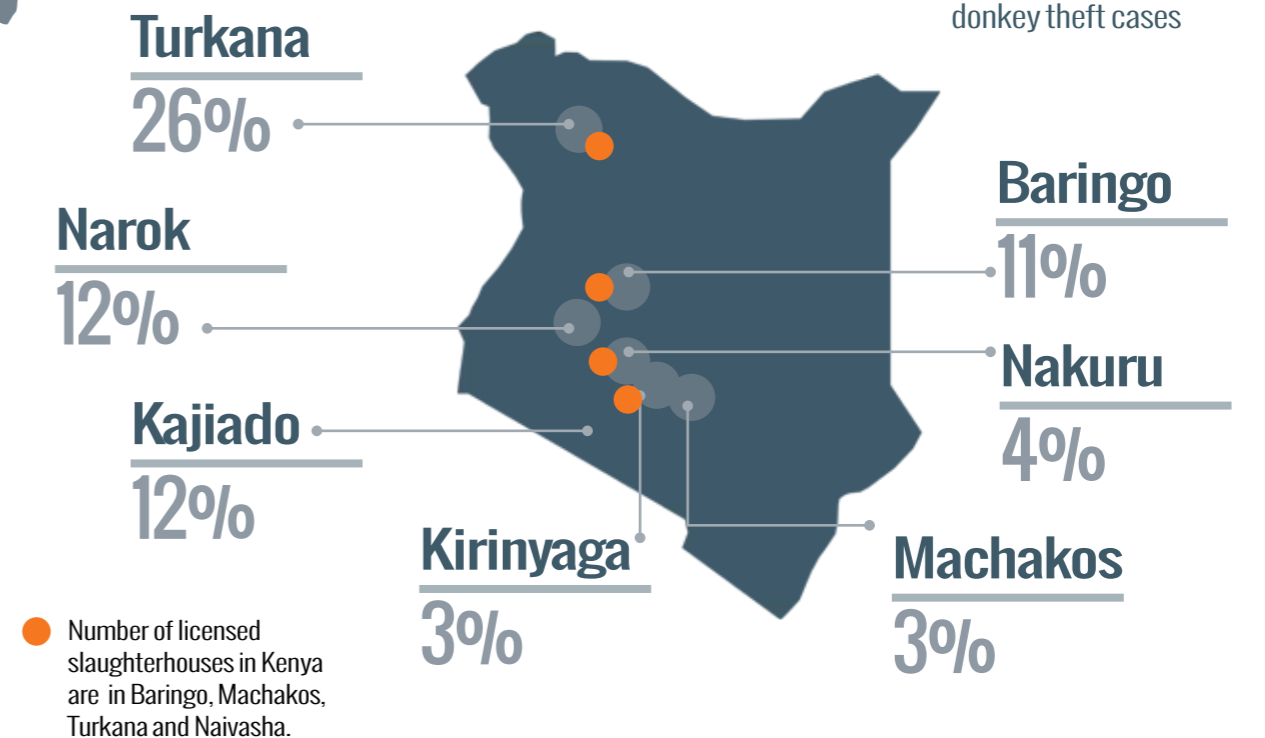 donkey theft cases
Turkana
26%
Narok
12%
Kajiado
12%
Kirinyaga
3%
Baringo
11%
Nakuru
4%
Machakos
3%
Number of licensed
slaughterhouses in Kenya
are in Baringo, Machakos,
Turkana and Naivasha.